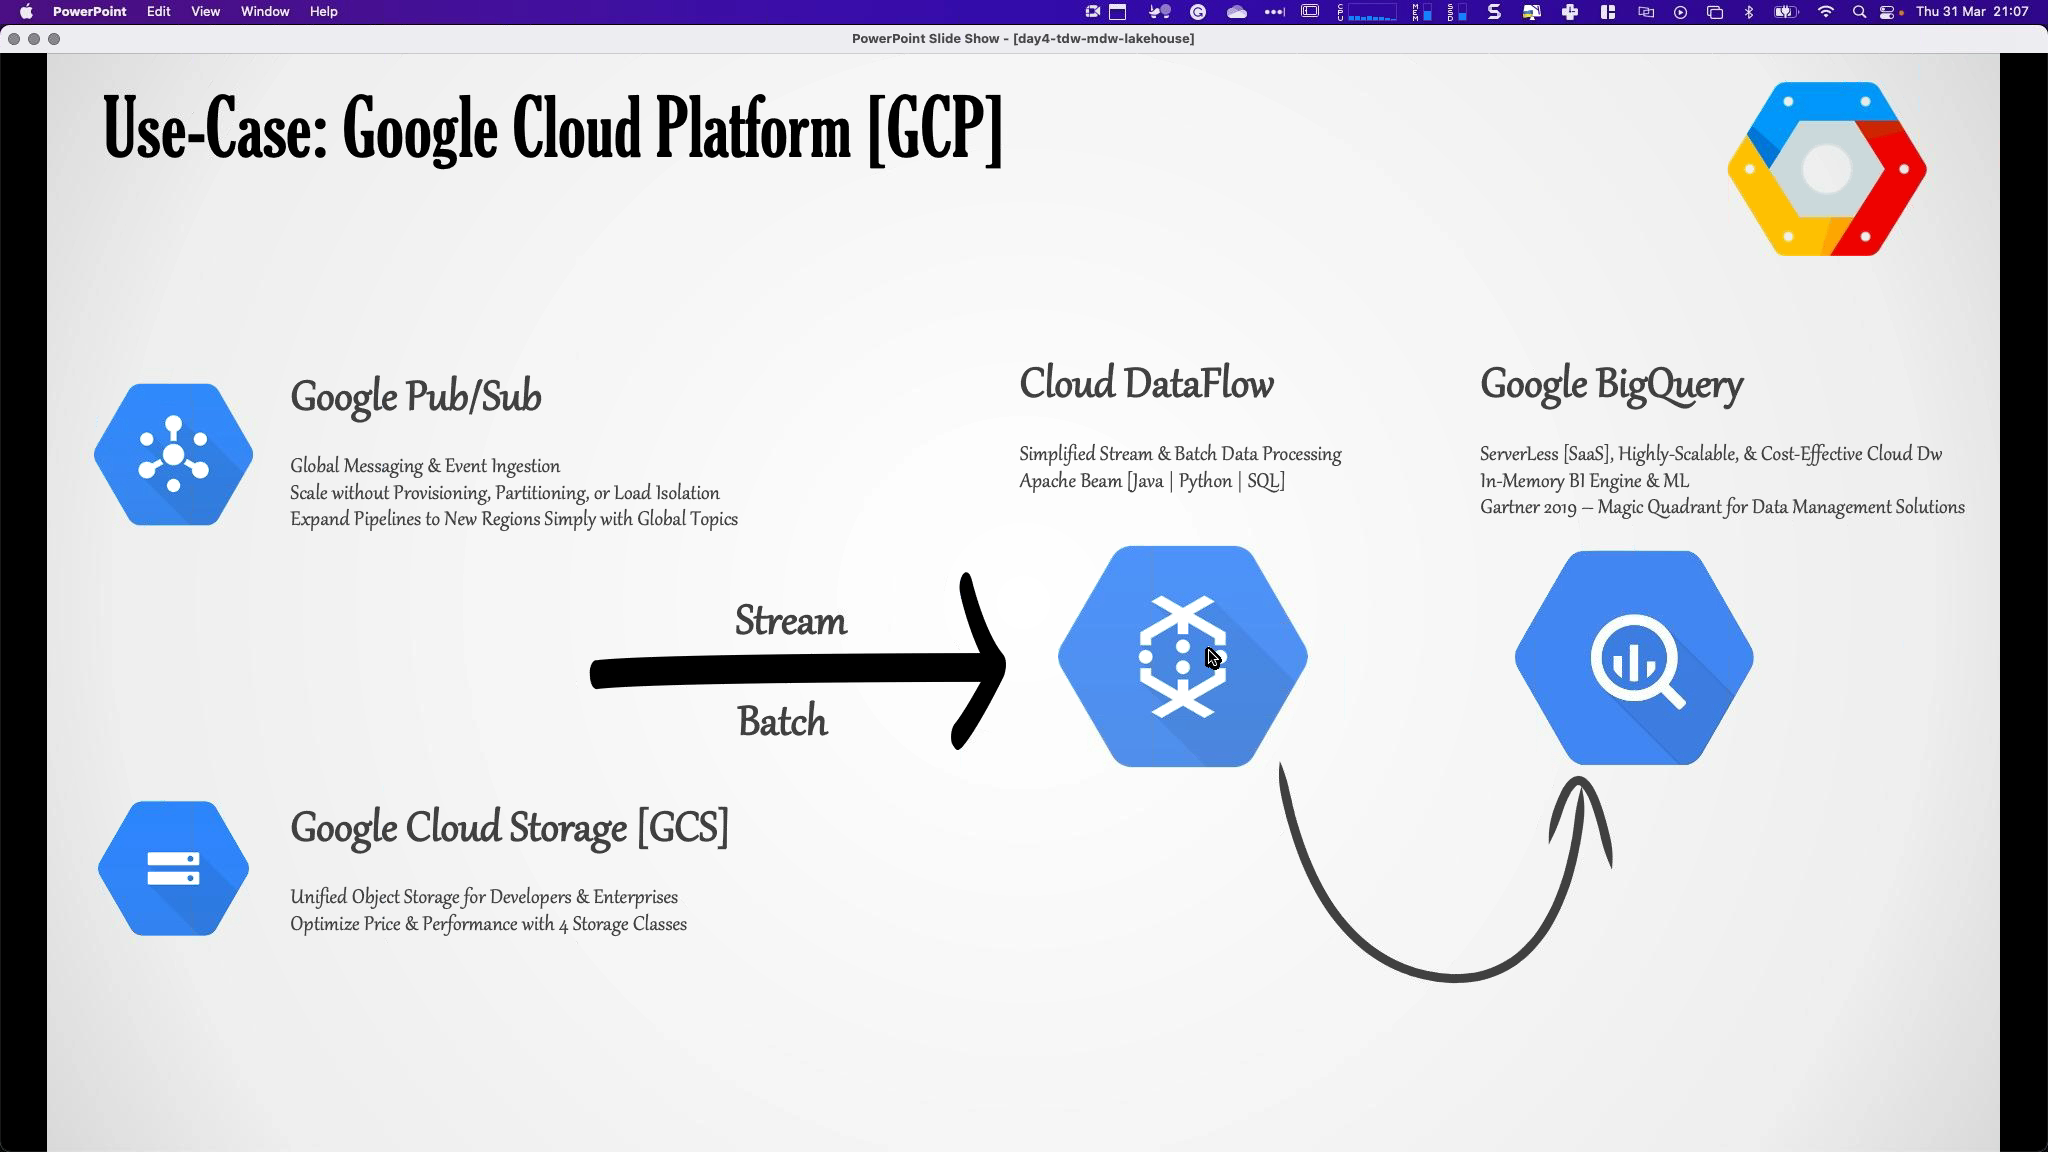 PowerPoint Edit View Window Help
Thu 31 Mar 21:07
PowerPoint Slide Show - [day4-tdw-mdw-lakehouse]
Use-Case: Google Cloud Platform [GCP]
Google Pub/Sub
Global Messaging & Event Ingestion
Scale without Provisioning, Partitioning, or Load Isolation
Expand Pipelines to New Regions Simply with Global Topics
Stream
Batch
Google Cloud Storage [GCS]
Unified Object Storage for Developers & Enterprises
Optimize Price & Performance with 4 Storage Classes
Cloud DataFlow
Simplified Stream & Batch Data Processing
Apache Beam [Java | Python | SQL]
Google BigQuery
ServerLess [SaaS], Highly-Scalable, & Cost-Effective Cloud Dw
In-Memory BI Engine & ML
Gartner 2019 – Magic Quadrant for Data Management Solutions